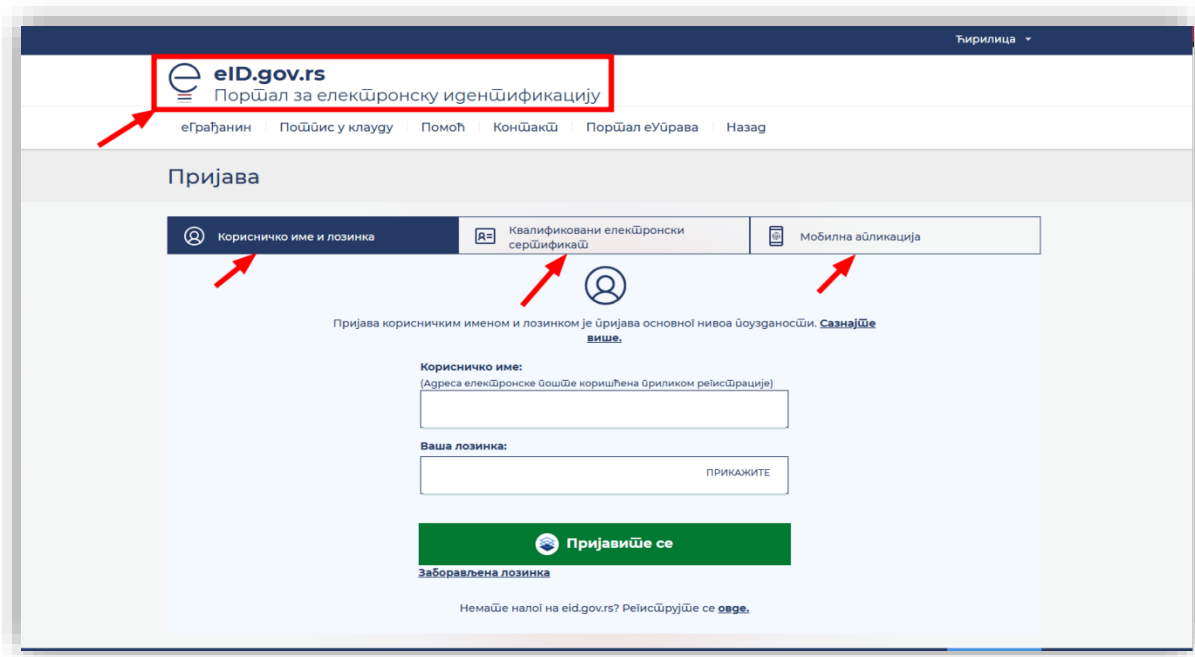 Ћирилица
eID.gov.rs
Портал за електронску идентификацију
еГрађанин Потпис у клауду Помоћ Контакт Портал еУправа Назад
Пријава
Корисничко име и лозинка
Квалификовани електронски
сертификат
Мобилна апликација
Пријава корисничким именом и лозинком је пријава основног нивоа поузданости. Сазнајте
више.
Корисничко име:
(Адреса електронске поште коришћена приликом регистрације)
Ваша лозинка:
ПРИКАЖИТЕ
Пријавите се
Заборављена лозинка
Немате налог на eid.gov.rs? Региструјте се овде.